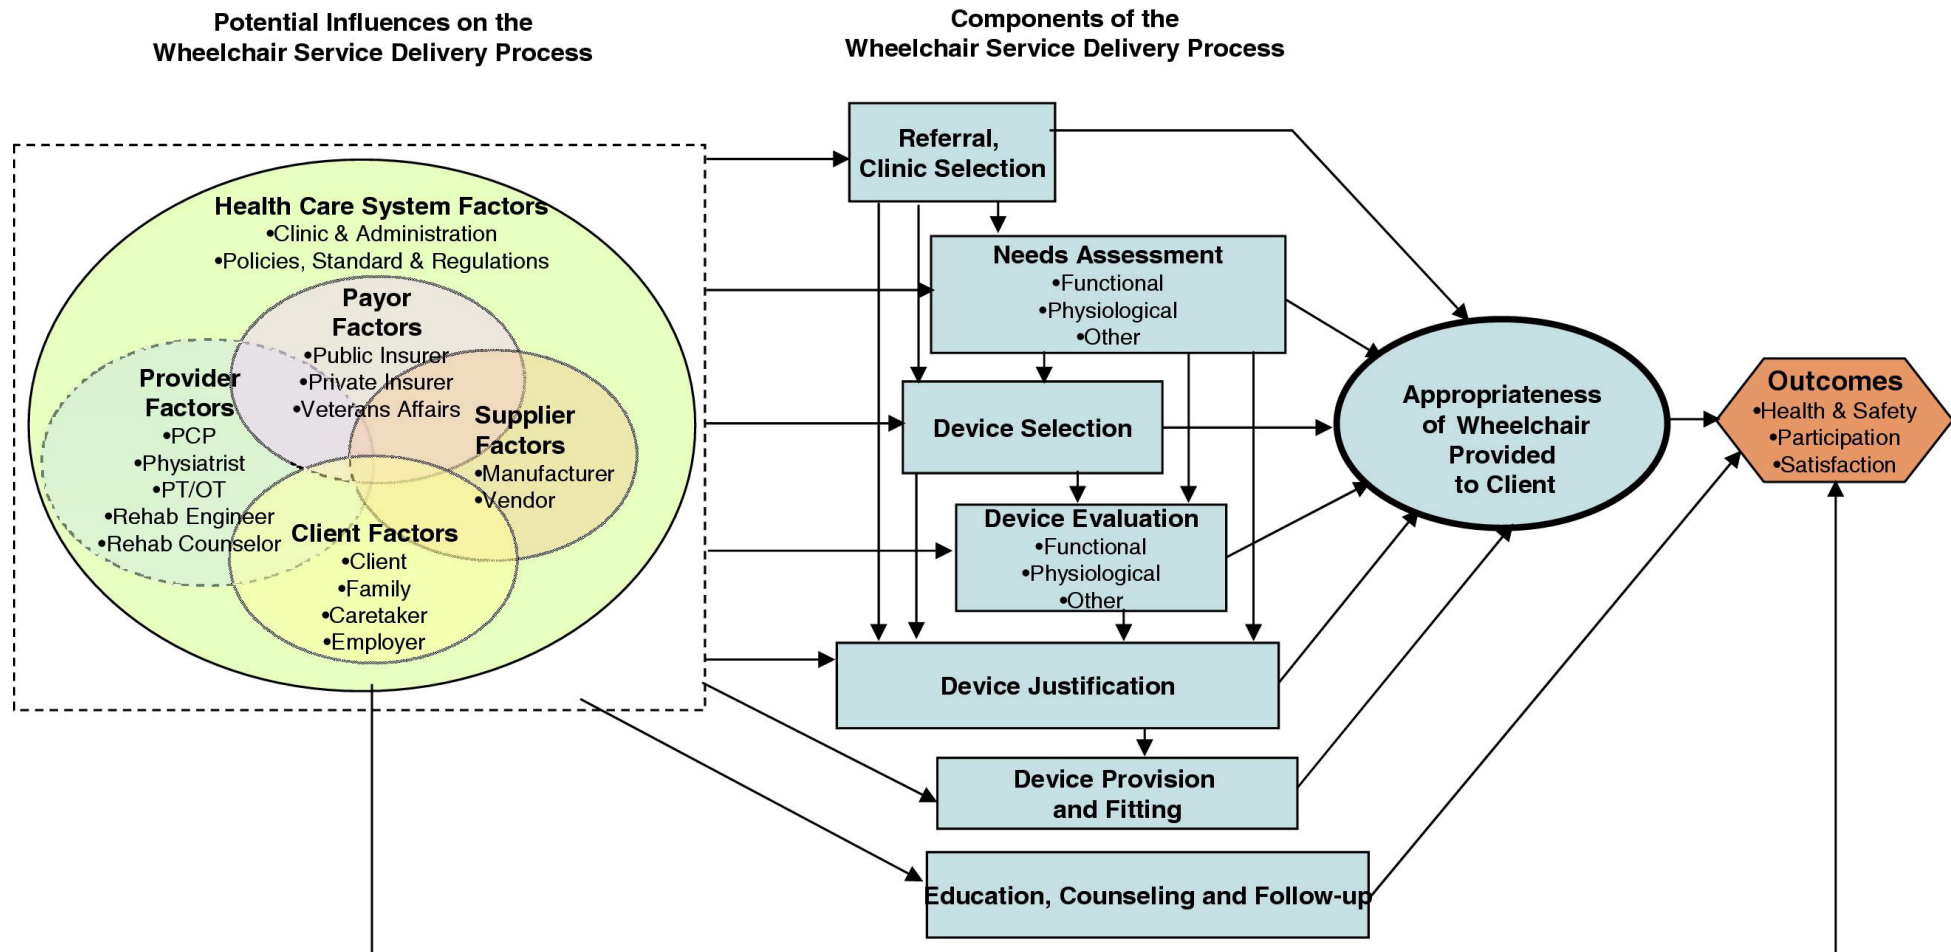 Potential Influences on the
Wheelchair Service Delivery Process
Components of the
Wheelchair Service Delivery Process
Health Care System Factors
•Clinic & Administration
•Policies, Standard & Regulations
Payor
Factors
•Public Insurer
•Private Insurer
•Veterans Affairs
Provider
Factors
•PCP
•Physiatrist
•PT/OT
•Rehab Engineer
•Rehab Counselor
Supplier
Factors
•Manufacturer
•Vendor
Client Factors
•Client
•Family
•Caretaker
•Employer
Referral,
Clinic Selection
Needs Assessment
•Functional
•Physiological
•Other
Device Selection
Device Evaluation
•Functional
•Physiological
•Other
Device Justification
Device Provision
and Fitting
Education, Counseling and Follow-up
Appropriateness
of Wheelchair
Provided
to Client
Outcomes
•Health & Safety
•Participation
•Satisfaction